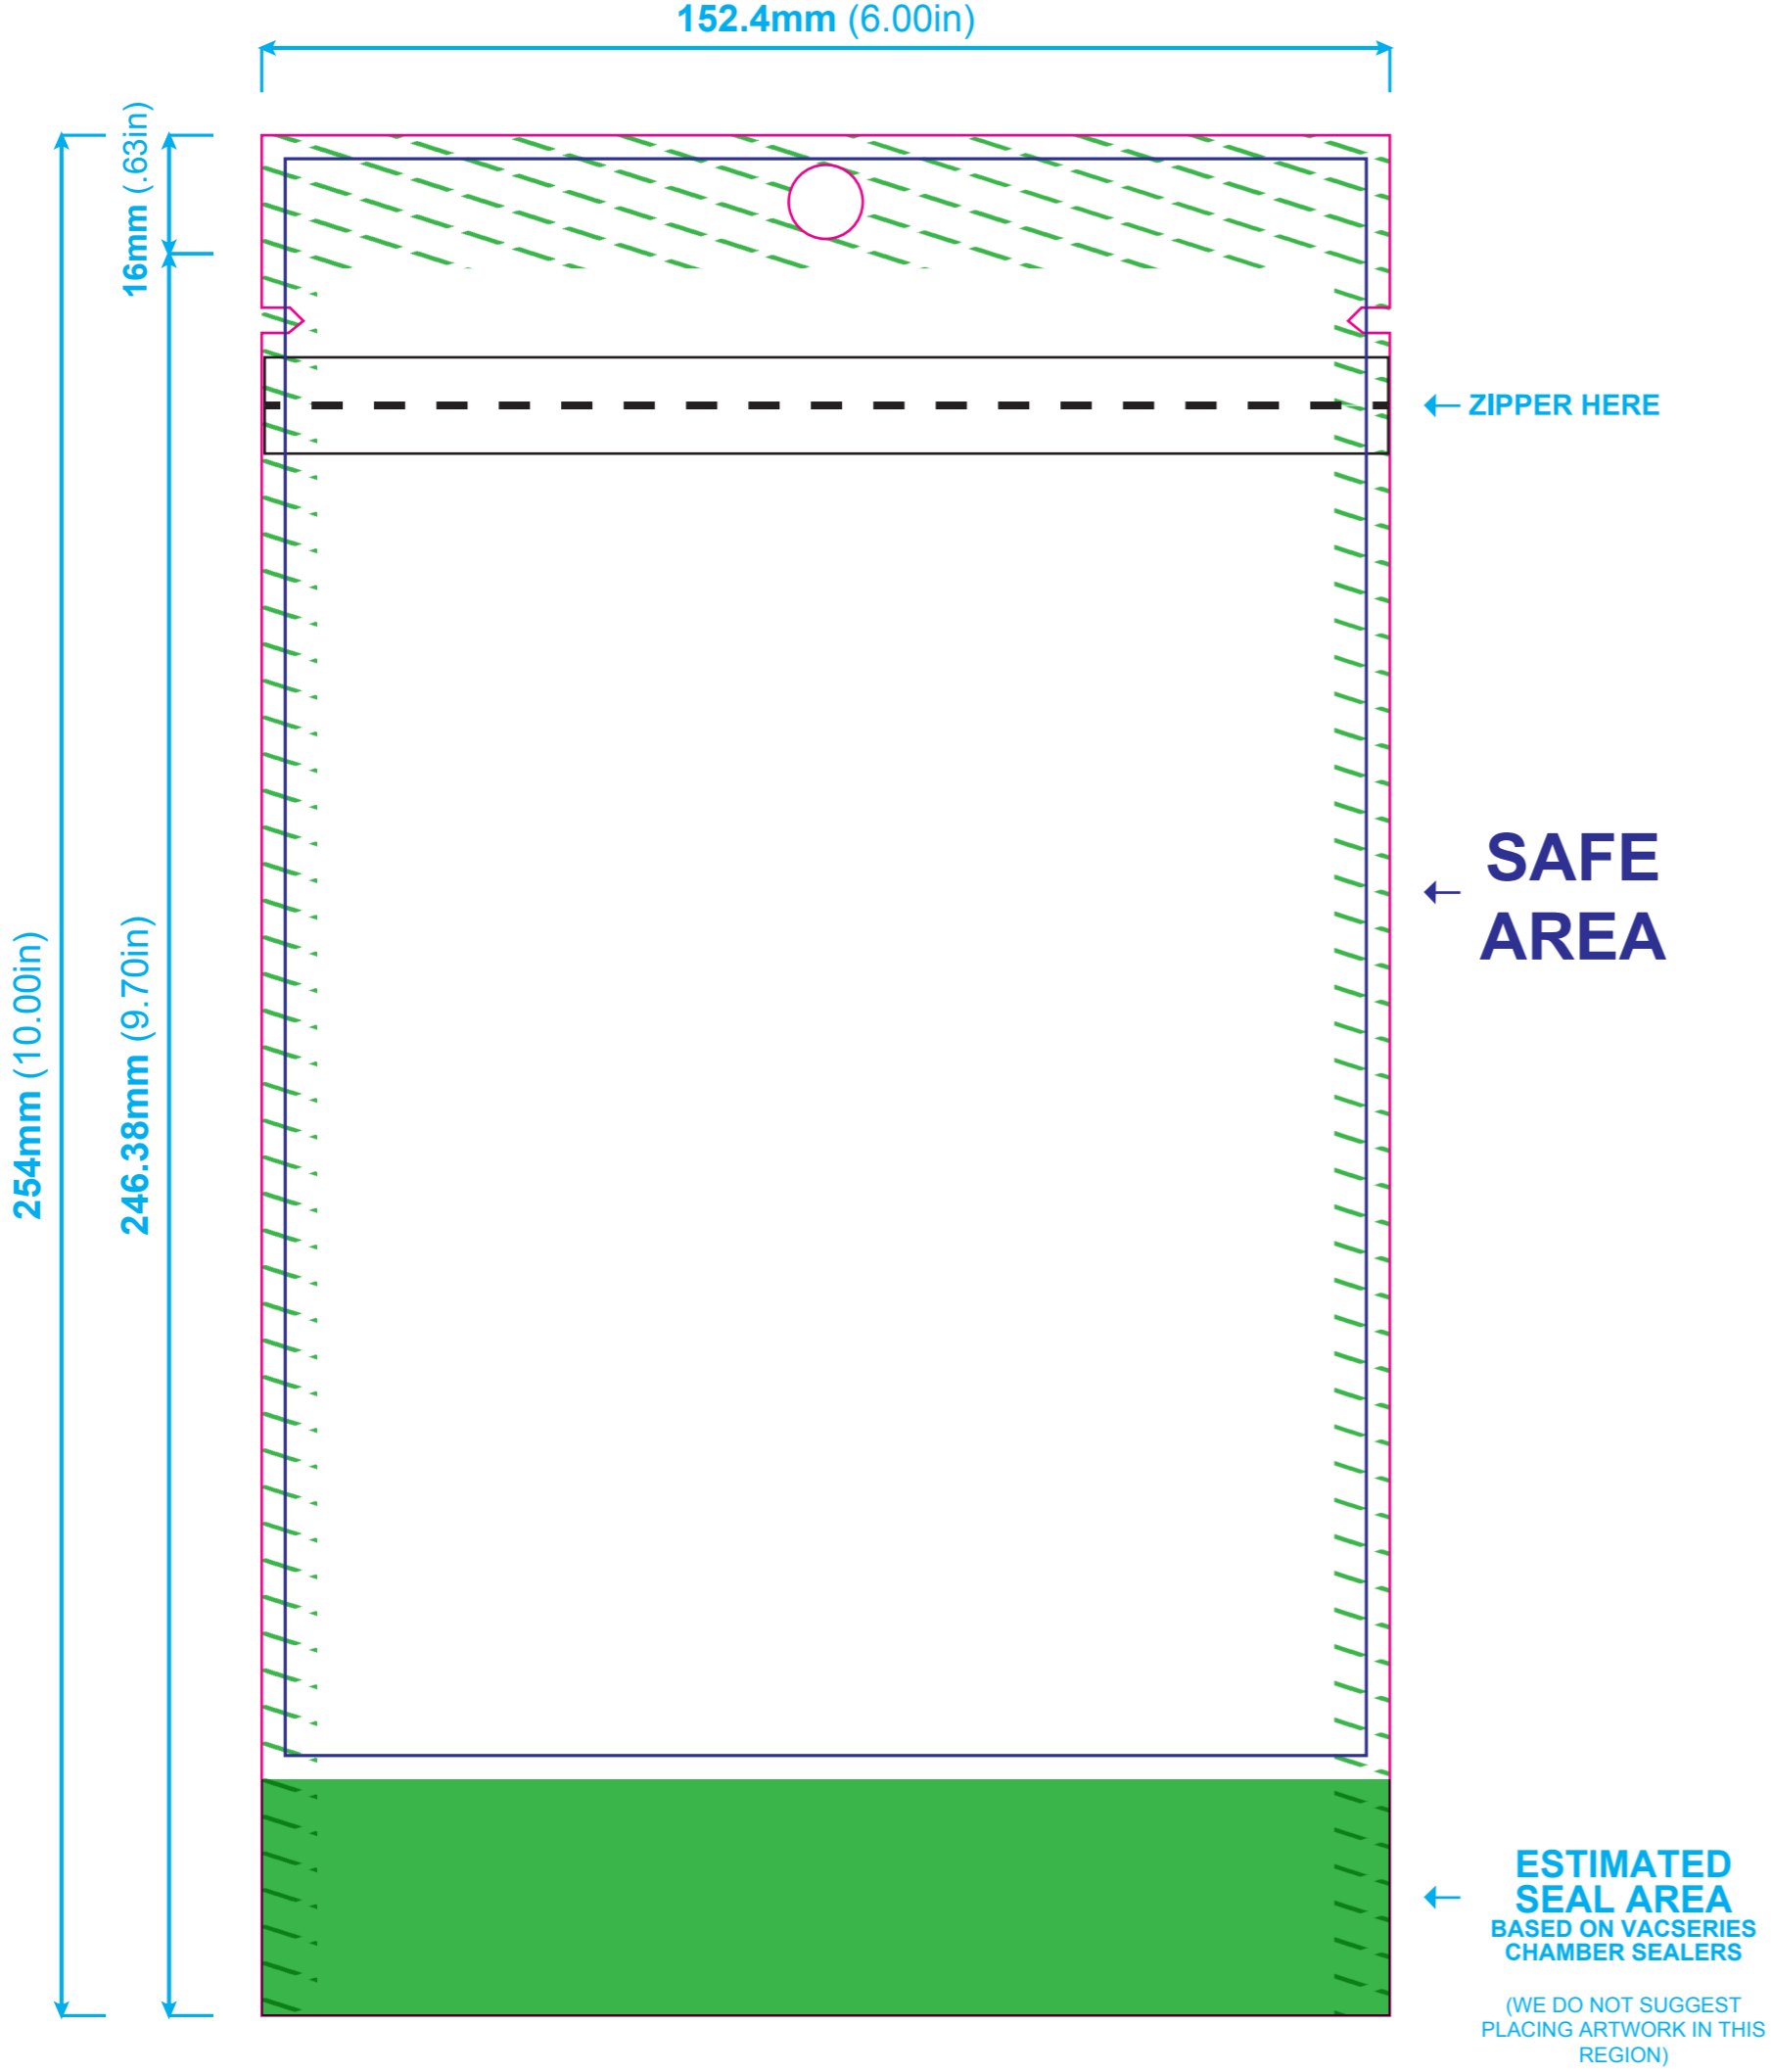 152.4mm (6.00in)
16mm (.63in)
254mm (10.00in)
246.38mm (9.70in)
ZIPPER HERE
SAFE
AREA
ESTIMATED
SEAL AREA
BASED ON VACSERIES
CHAMBER SEALERS
(WE DO NOT SUGGEST
PLACING ARTWORK IN THIS
REGION)